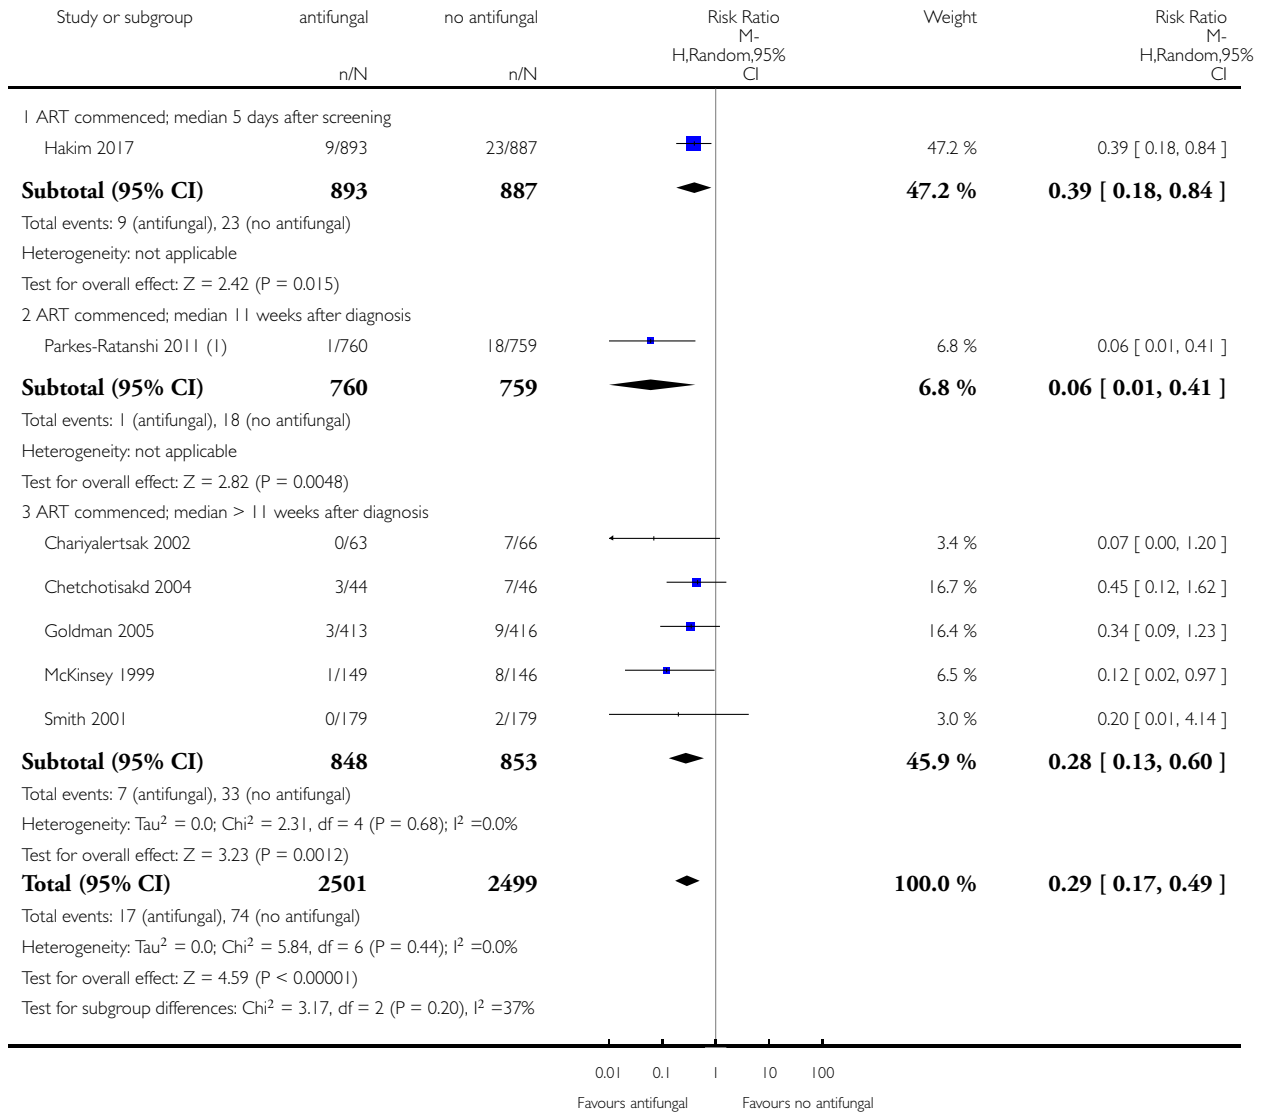 Study or subgroup antifungal no antifungal Risk Ratio Weight Risk Ratio
M- M-
H,Random,95% H,Random,95%
n/N n/N CI CI
1 ART commenced; median 5 days after screening
Hakim 2017 9/893 23/887 47.2 % 0.39 [ 0.18, 0.84 ]
Subtotal (95% CI) 893 887 47.2 % 0.39 [ 0.18, 0.84 ]
Total events: 9 (antifungal), 23 (no antifungal)
Heterogeneity: not applicable
Test for overall effect: Z = 2.42 (P = 0.015)
2 ART commenced; median 11 weeks after diagnosis
Parkes-Ratanshi 2011 (1) 1/760 18/759 6.8 % 0.06 [ 0.01, 0.41 ]
Subtotal (95% CI) 760 759 6.8 % 0.06 [ 0.01, 0.41 ]
Total events: 1 (antifungal), 18 (no antifungal)
Heterogeneity: not applicable
Test for overall effect: Z = 2.82 (P = 0.0048)
3 ART commenced; median > 11 weeks after diagnosis
Chariyalertsak 2002 0/63 7/66 3.4 % 0.07 [ 0.00, 1.20 ]
Chetchotisakd 2004 3/44 7/46 16.7 % 0.45 [ 0.12, 1.62 ]
Goldman 2005 3/413 9/416 16.4 % 0.34 [ 0.09, 1.23 ]
McKinsey 1999 1/149 8/146 6.5 % 0.12 [ 0.02, 0.97 ]
Smith 2001 0/179 2/179 3.0 % 0.20 [ 0.01, 4.14 ]
Subtotal (95% CI) 848 853 45.9 % 0.28 [ 0.13, 0.60 ]
Total events: 7 (antifungal), 33 (no antifungal)
Heterogeneity: Tau² = 0.0; Chi² = 2.31, df = 4 (P = 0.68); I² =0.0%
Test for overall effect: Z = 3.23 (P = 0.0012)
Total (95% CI) 2501 2499 100.0 % 0.29 [ 0.17, 0.49 ]
Total events: 17 (antifungal), 74 (no antifungal)
Heterogeneity: Tau² = 0.0; Chi² = 5.84, df = 6 (P = 0.44); I² =0.0%
Test for overall effect: Z = 4.59 (P < 0.00001)
Test for subgroup differences: Chi² = 3.17, df = 2 (P = 0.20), I² =37%
0.01 0.1 1 10 100
Favours antifungal Favours no antifungal